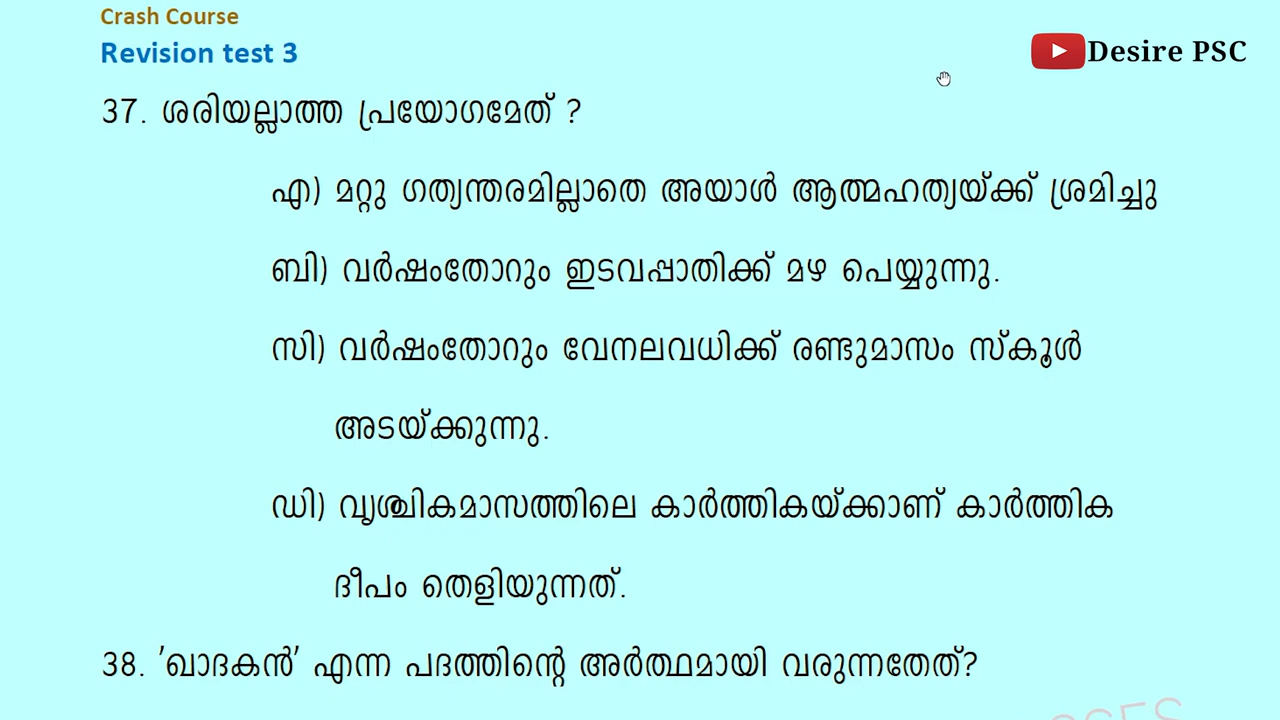 Crash Course
Revision test 3
Desire PSC
37. ശരിയല്ലാത്ത പ്രയോഗമേത് ?
എ) മറ്റു ഗത്യന്തരമില്ലാതെ അയാൾ ആത്മഹത്യയ്ക്ക് ശ്രമിച്ചു
ബി) വർഷംതോറും ഇടവപ്പാതിക്ക് മഴ പെയ്യുന്നു.
സി) വർഷംതോറും വേനലവധിക്ക് രണ്ടുമാസം സ്കൂൾ
അടയ്ക്കുന്നു.
ഡി) വൃശ്ചികമാസത്തിലെ കാർത്തികയ്ക്കാണ് കാർത്തിക
ദീപം തെളിയുന്നത്.
38. 'ഖാദകൻ' എന്ന പദത്തിന്റെ അർത്ഥമായി വരുന്നതേത്?